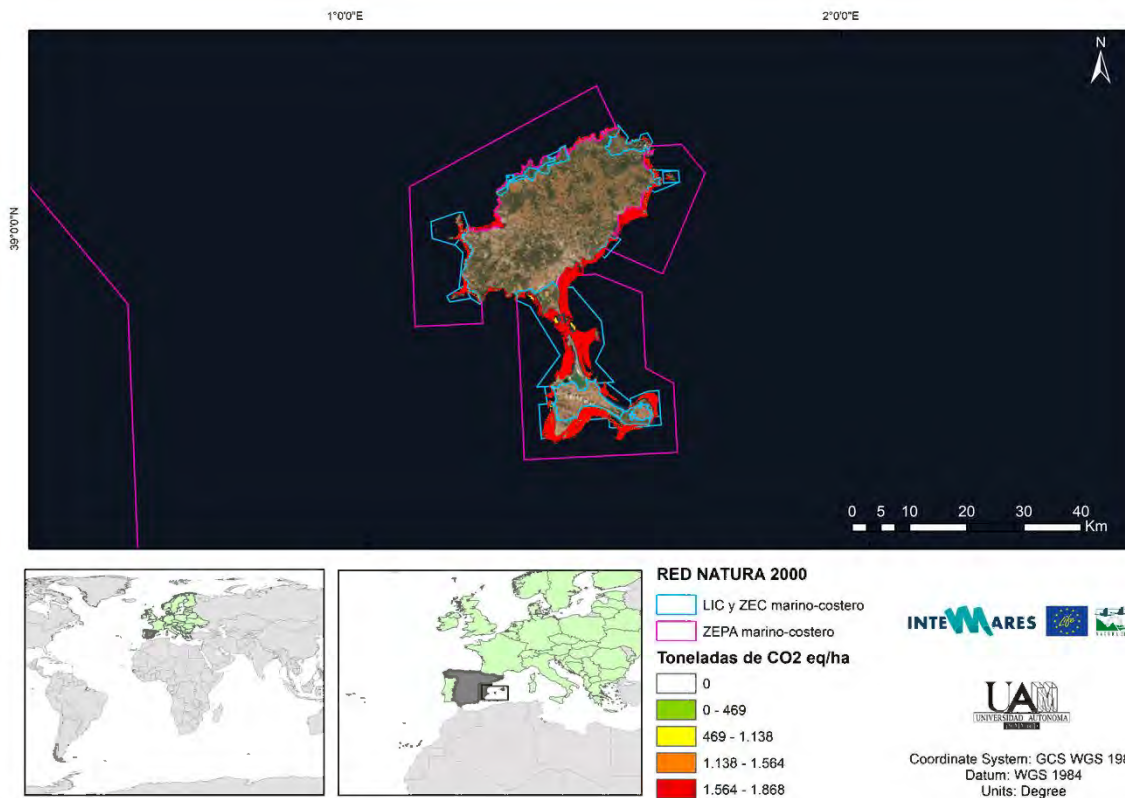 1°0'0"E
2°0'0"E
39°0'0"N
N
0 5 10 20 30 40
Km
RED NATURA 2000
LIC y ZEC marino-costero
ZEPA marino-costero
Toneladas de CO2 eq/ha
0
0 - 469
469 - 1.138
1.138 - 1.564
1.564 - 1.868
INTEMARES
Life
UAM
UNIVERSIDAD AUTONOMA
Coordinate System: GCS WGS 198
Datum: WGS 1984
Units: Degree